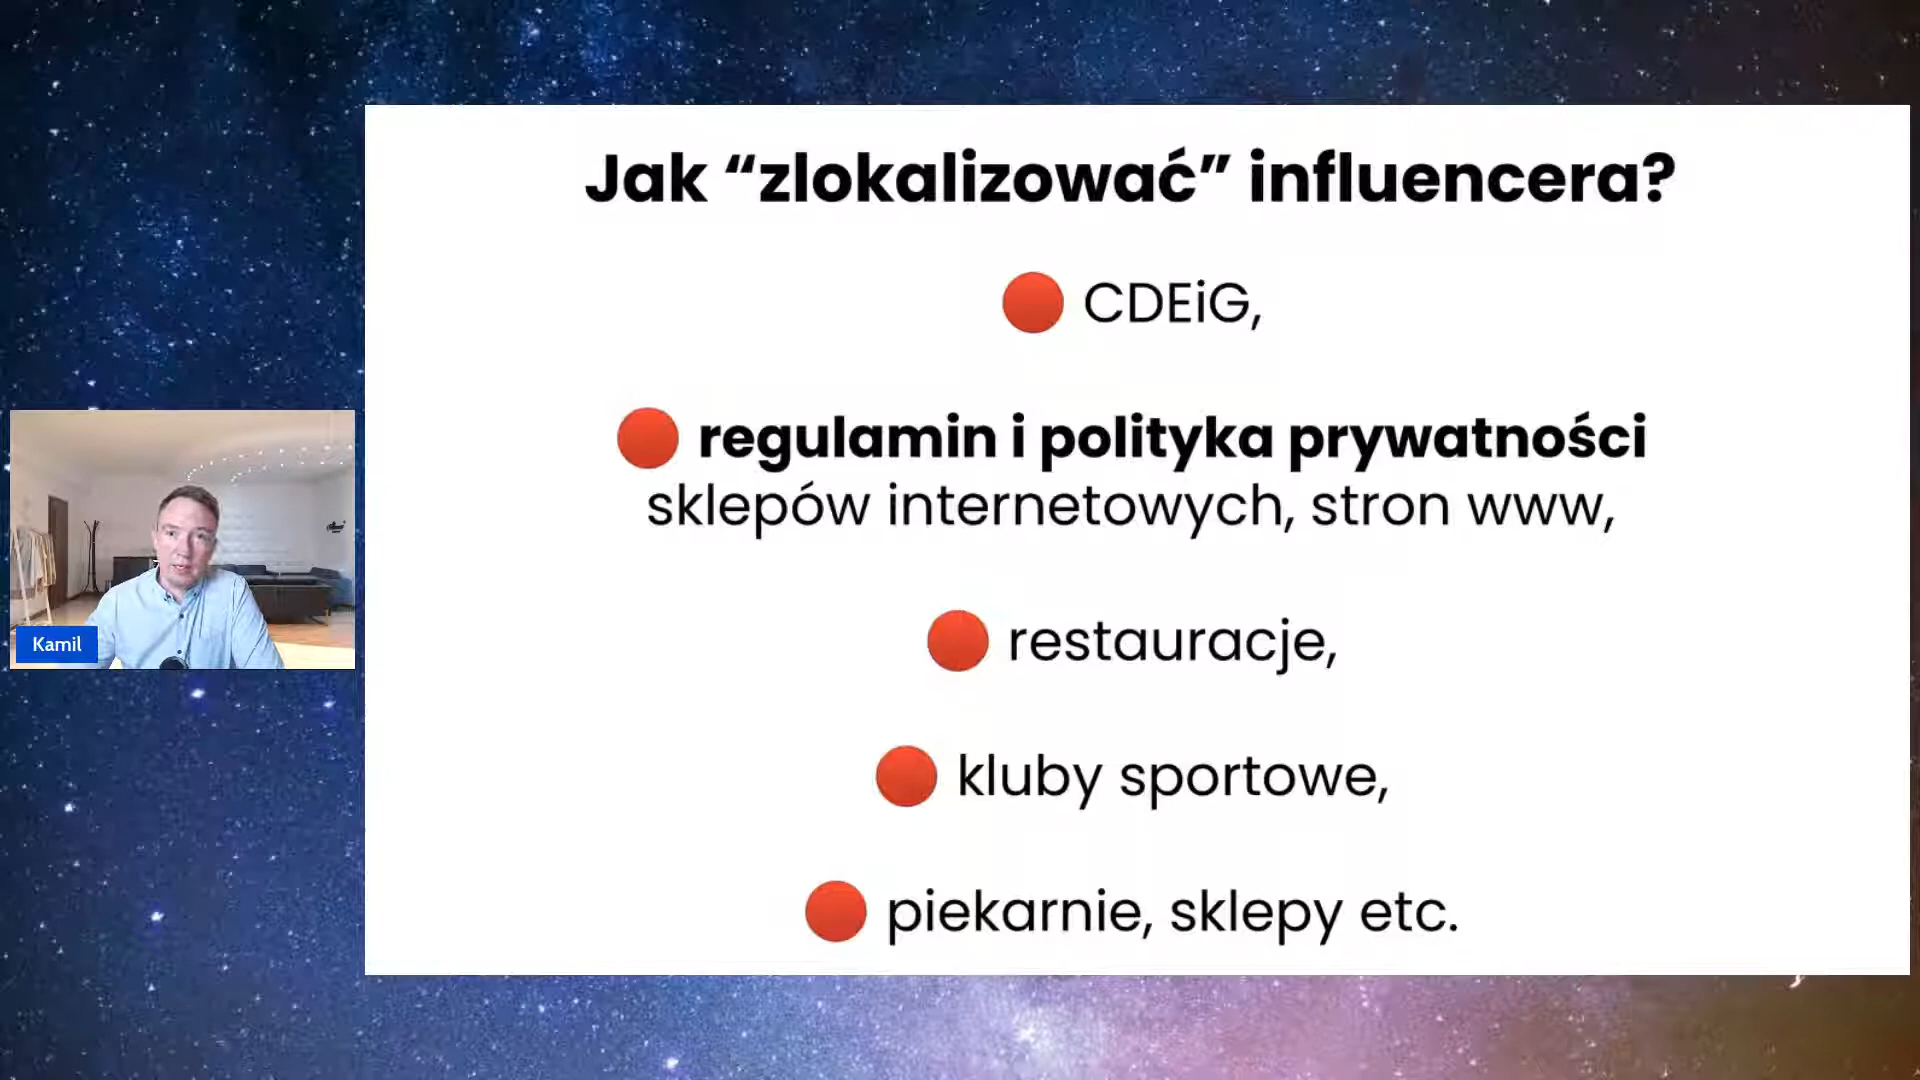 Jak “zlokalizować” influencera?
CDEiG,
regulamin i polityka prywatności
sklepów internetowych, stron www,
restauracje,
kluby sportowe,
piekarnie, sklepy etc.
Kamil